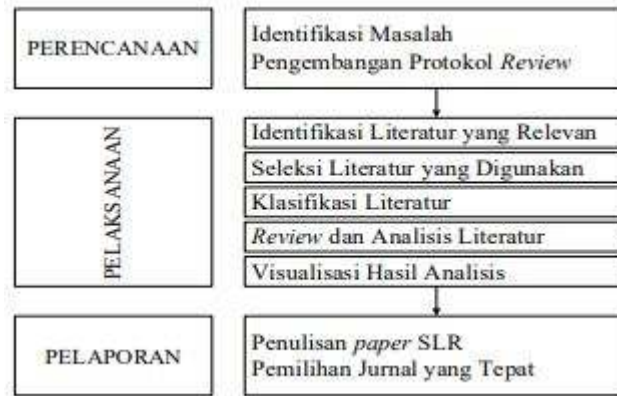 PERENCANAAN
Identifikasi Masalah
Pengembangan Protokol Review
PELAKSANAAN
Identifikasi Literatur yang Relevan
Seleksi Literatur yang Digunakan
Klasifikasi Literatur
Review dan Analisis Literatur
Visualisasi Hasil Analisis
PELAPORAN
Penulisan paper SLR
Pemilihan Jurnal yang Tepat